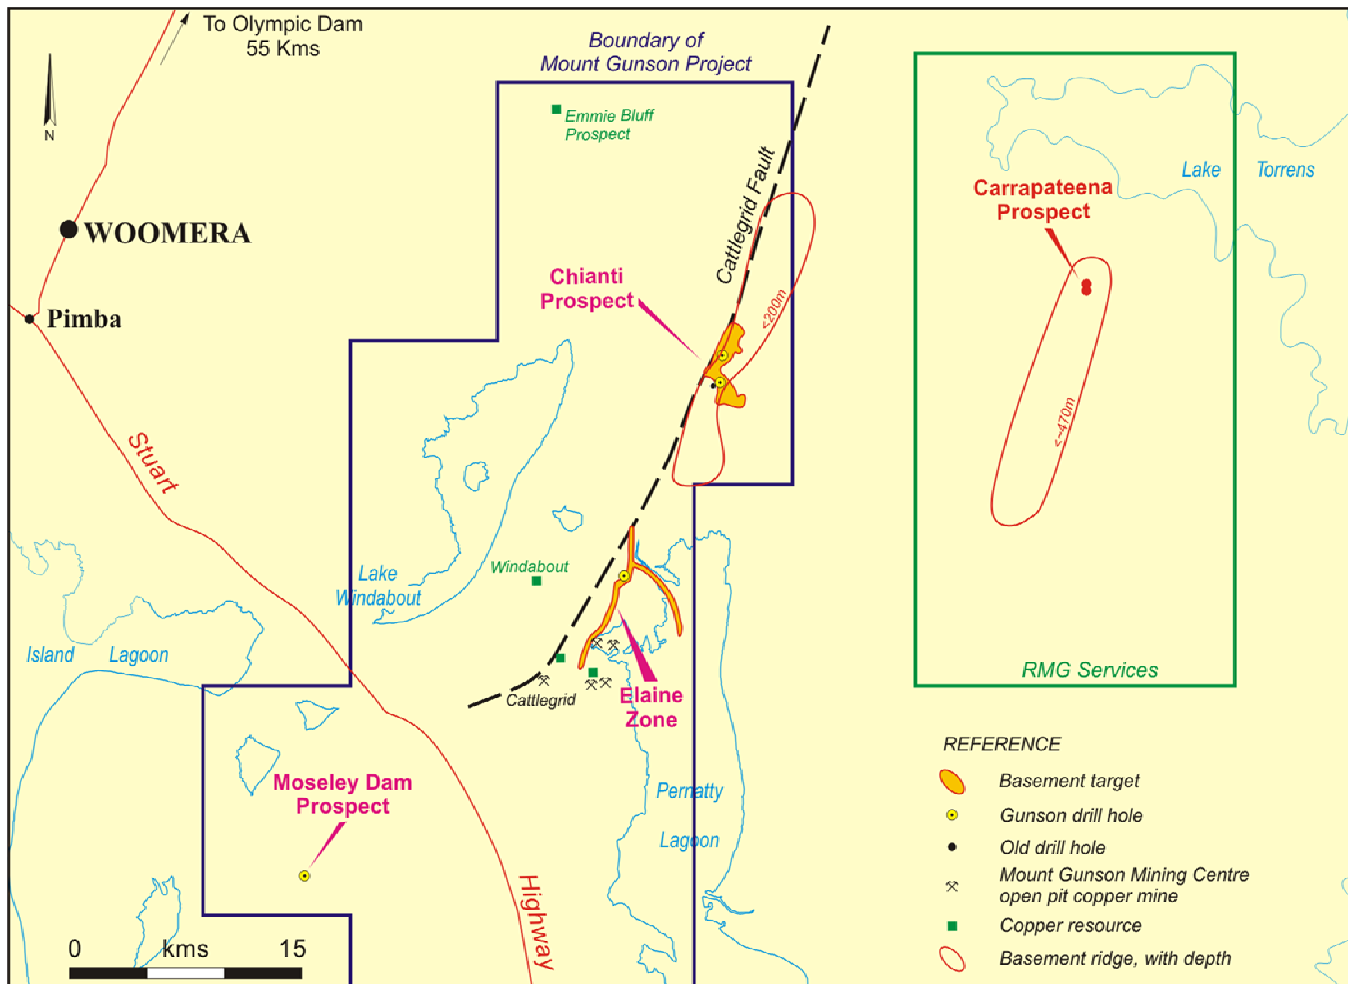 To Olympic Dam
55 Kms
Boundary of
Mount Gunson Project
N
Emmie Bluff
Prospect
Lake Torrens
Carrapateena
Prospect
Cattlegrid Fault
WOOMERA
Chianti
Prospect
<200m
Pimba
<~470m
Stuart
Windabout
Lake
Windabout
Island Lagoon
RMG Services
Cattlegrid
Elaine
Zone
Moseley Dam
Prospect
Pernatty
Lagoon
Highway
0 kms 15
REFERENCE
Basement target
Gunson drill hole
Old drill hole
Mount Gunson Mining Centre
open pit copper mine
Copper resource
Basement ridge, with depth